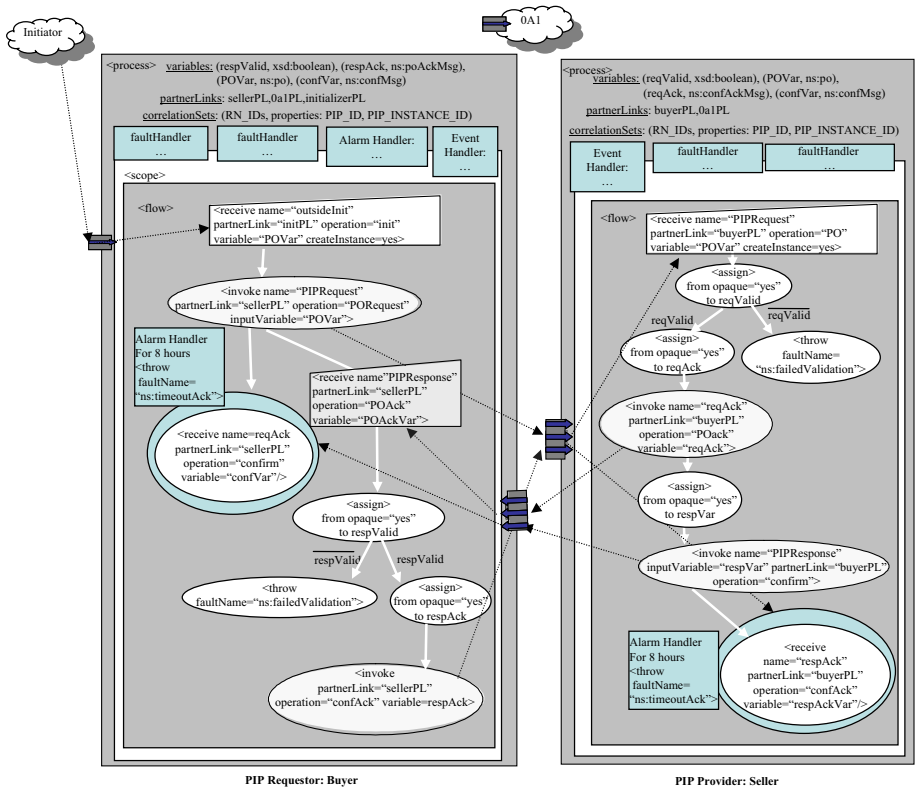 Initiator
0A1
<process> variables: (respValid, xsd:boolean), (respAck, ns:poAckMsg),
(POVar, ns:po), (confVar, ns:confMsg)
partnerLinks: sellerPL,0a1PL,initializerPL
correlationSets: (RN_IDs, properties: PIP_ID, PIP_INSTANCE_ID)
faultHandler
…
faultHandler
…
Alarm Handler:
…
Event
Handler:
…
<scope>
<flow>
<receive name=“outsideInit”
partnerLink=“initPL” operation=“init”
variable=“POVar” createInstance=yes>
<invoke name=“PIPRequest”
partnerLink=“sellerPL” operation=“PORequest”
inputVariable=“POVar”>
Alarm Handler
For 8 hours
<throw
faultName=
“ns:timeoutAck”>
<receive name”PIPResponse”
partnerLink=“sellerPL”
operation=“POAck”
variable=“POAckVar”>
<receive name=reqAck
partnerLink=“sellerPL”
operation=“confirm”
variable=“confVar”/>
<assign>
from opaque=“yes”
to respValid
respValid
respValid
<throw
faultName=“ns:failedValidation”>
<assign>
from opaque=“yes”
to respAck
<invoke
partnerLink=“sellerPL”
operation=“confAck” variable=respAck>
PIP Requestor: Buyer
<process>
variables: (reqValid, xsd:boolean), (POVar, ns:po),
(reqAck, ns:confAckMsg), (confVar, ns:confMsg)
partnerLinks: buyerPL,0a1PL
correlationSets: (RN_IDs, properties: PIP_ID, PIP_INSTANCE_ID)
Event
Handler:
…
faultHandler
…
faultHandler
…
<flow>
<receive name=“PIPRequest”
partnerLink=“buyerPL” operation=“PO”
variable=“POVar” createInstance=yes>
<assign>
from opaque=“yes”
to reqValid
reqValid
reqValid
<assign>
from opaque=“yes”
to reqAck
<throw
faultName=
“ns:failedValidation”>
<invoke name=“reqAck”
partnerLink=“buyerPL”
operation=“POack”
variable=“reqAck”>
<assign>
from opaque=“yes”
to respVar
<invoke name=“PIPResponse”
inputVariable=“respVar” partnerLink=“buyerPL”
operation=“confirm”>
Alarm Handler
For 8 hours
<throw
faultName=
“ns:timeoutAck”>
<receive
name=“respAck”
partnerLink=“buyerPL”
operation=“confAck”
variable=“respAckVar”/>
PIP Provider: Seller